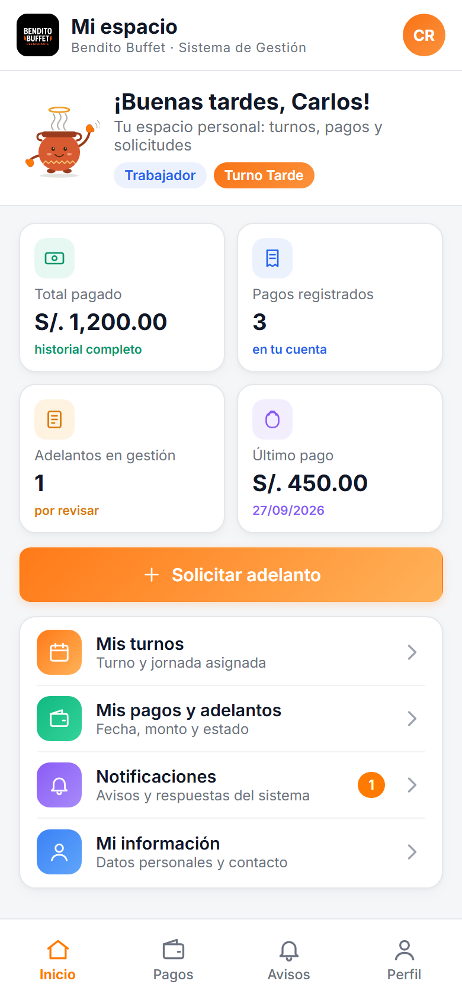 BENDITO
BUFFET
RESTAURANTE
Mi espacio
Bendito Buffet · Sistema de Gestión
CR
¡Buenas tardes, Carlos!
Tu espacio personal: turnos, pagos y
solicitudes
Trabajador
Turno Tarde
Total pagado
S/. 1,200.00
historial completo
Pagos registrados
3
en tu cuenta
Adelantos en gestión
1
por revisar
Último pago
S/. 450.00
27/09/2026
Solicitar adelanto
Mis turnos
Turno y jornada asignada
Mis pagos y adelantos
Fecha, monto y estado
Notificaciones
Avisos y respuestas del sistema
1
Mi información
Datos personales y contacto
Inicio
Pagos
Avisos
Perfil